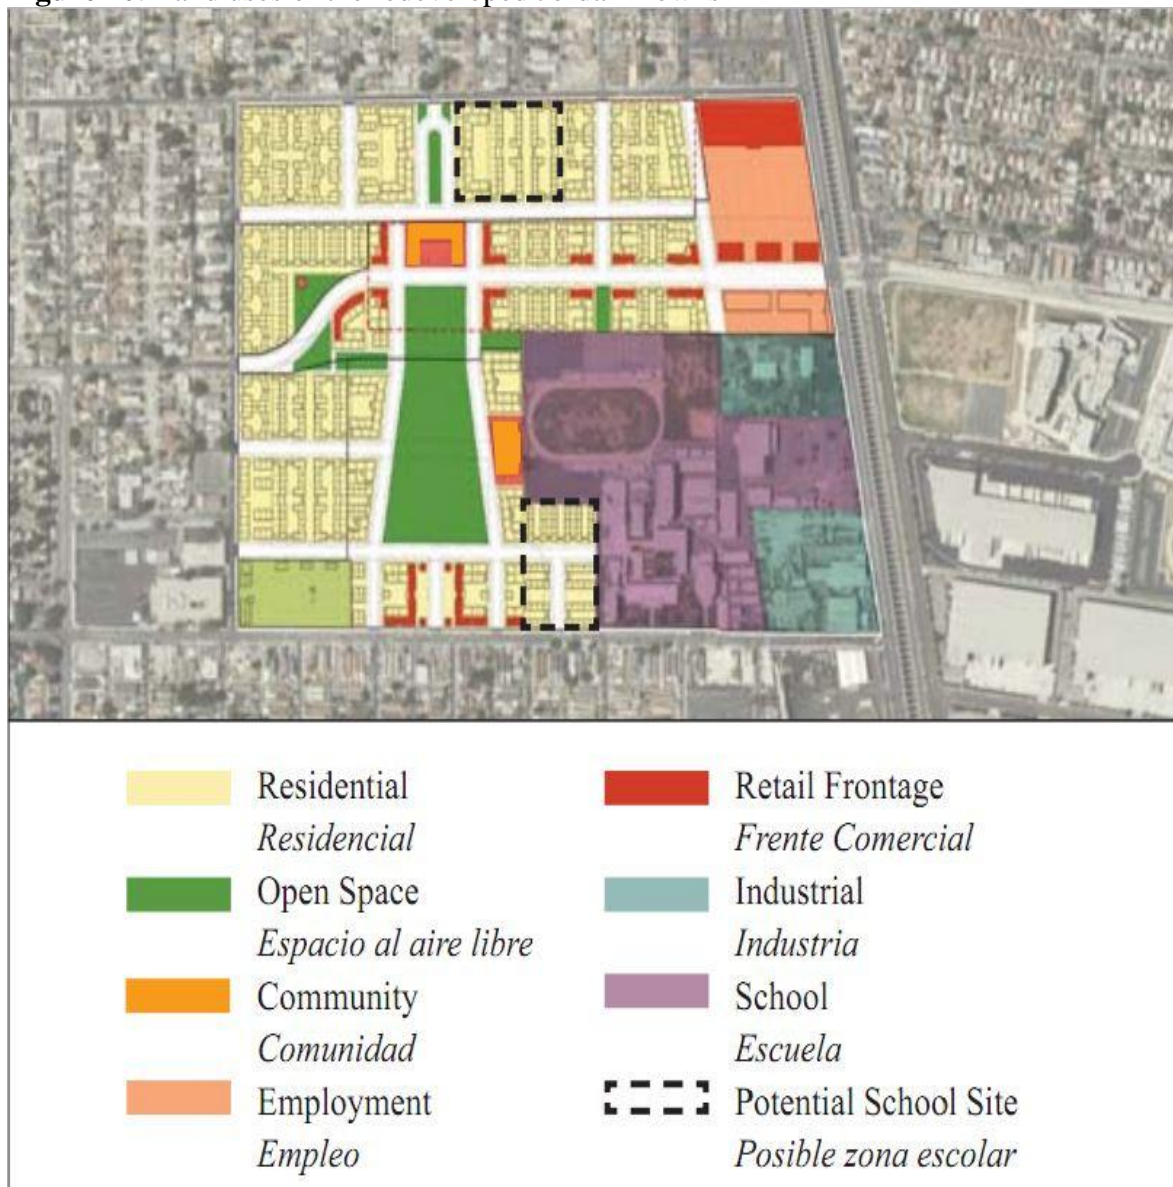 Residential
Residencial
Open Space
Espacio al aire libre
Community
Comunidad
Employment
Empleo
Retail Frontage
Frente Comercial
Industrial
Industria
School
Escuela
Potential School Site
Posible zona escolar